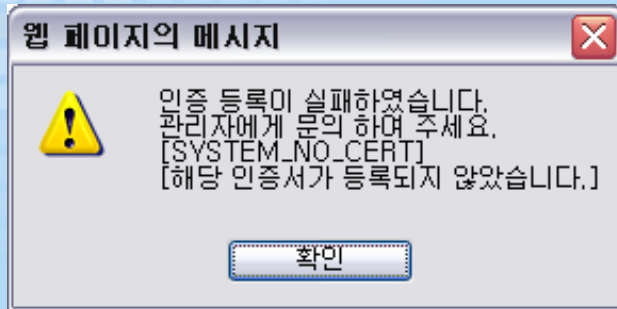 웹 페이지의 메시지
인증 등록이 실패하였습니다.
관리자에게 문의 하여 주세요.
[SYSTEM_NO_CERT]
[해당 인증서가 등록되지 않았습니다.]
확인